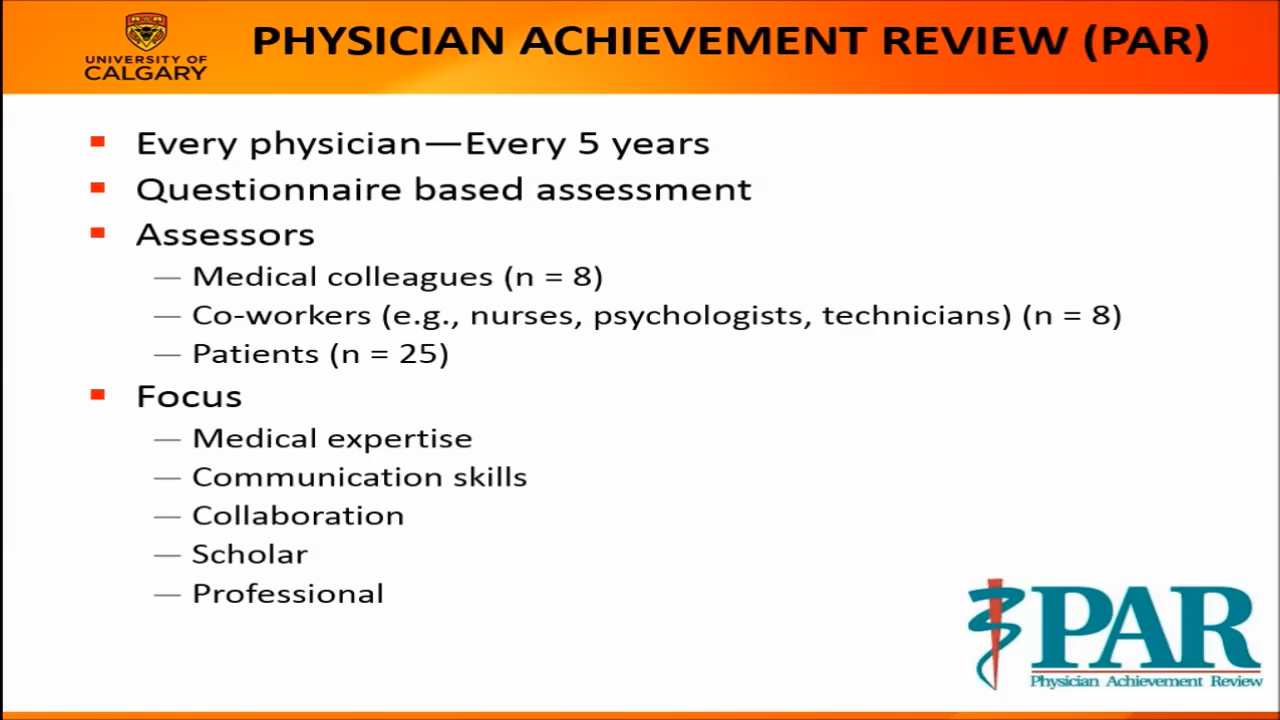 UNIVERSITY OF
CALGARY
PHYSICIAN ACHIEVEMENT REVIEW (PAR)
Every physician—Every 5 years
Questionnaire based assessment
Assessors
— Medical colleagues (n = 8)
— Co-workers (e.g., nurses, psychologists, technicians) (n = 8)
— Patients (n = 25)
Focus
— Medical expertise
— Communication skills
— Collaboration
— Scholar
— Professional
PAR
Physician Achievement Review